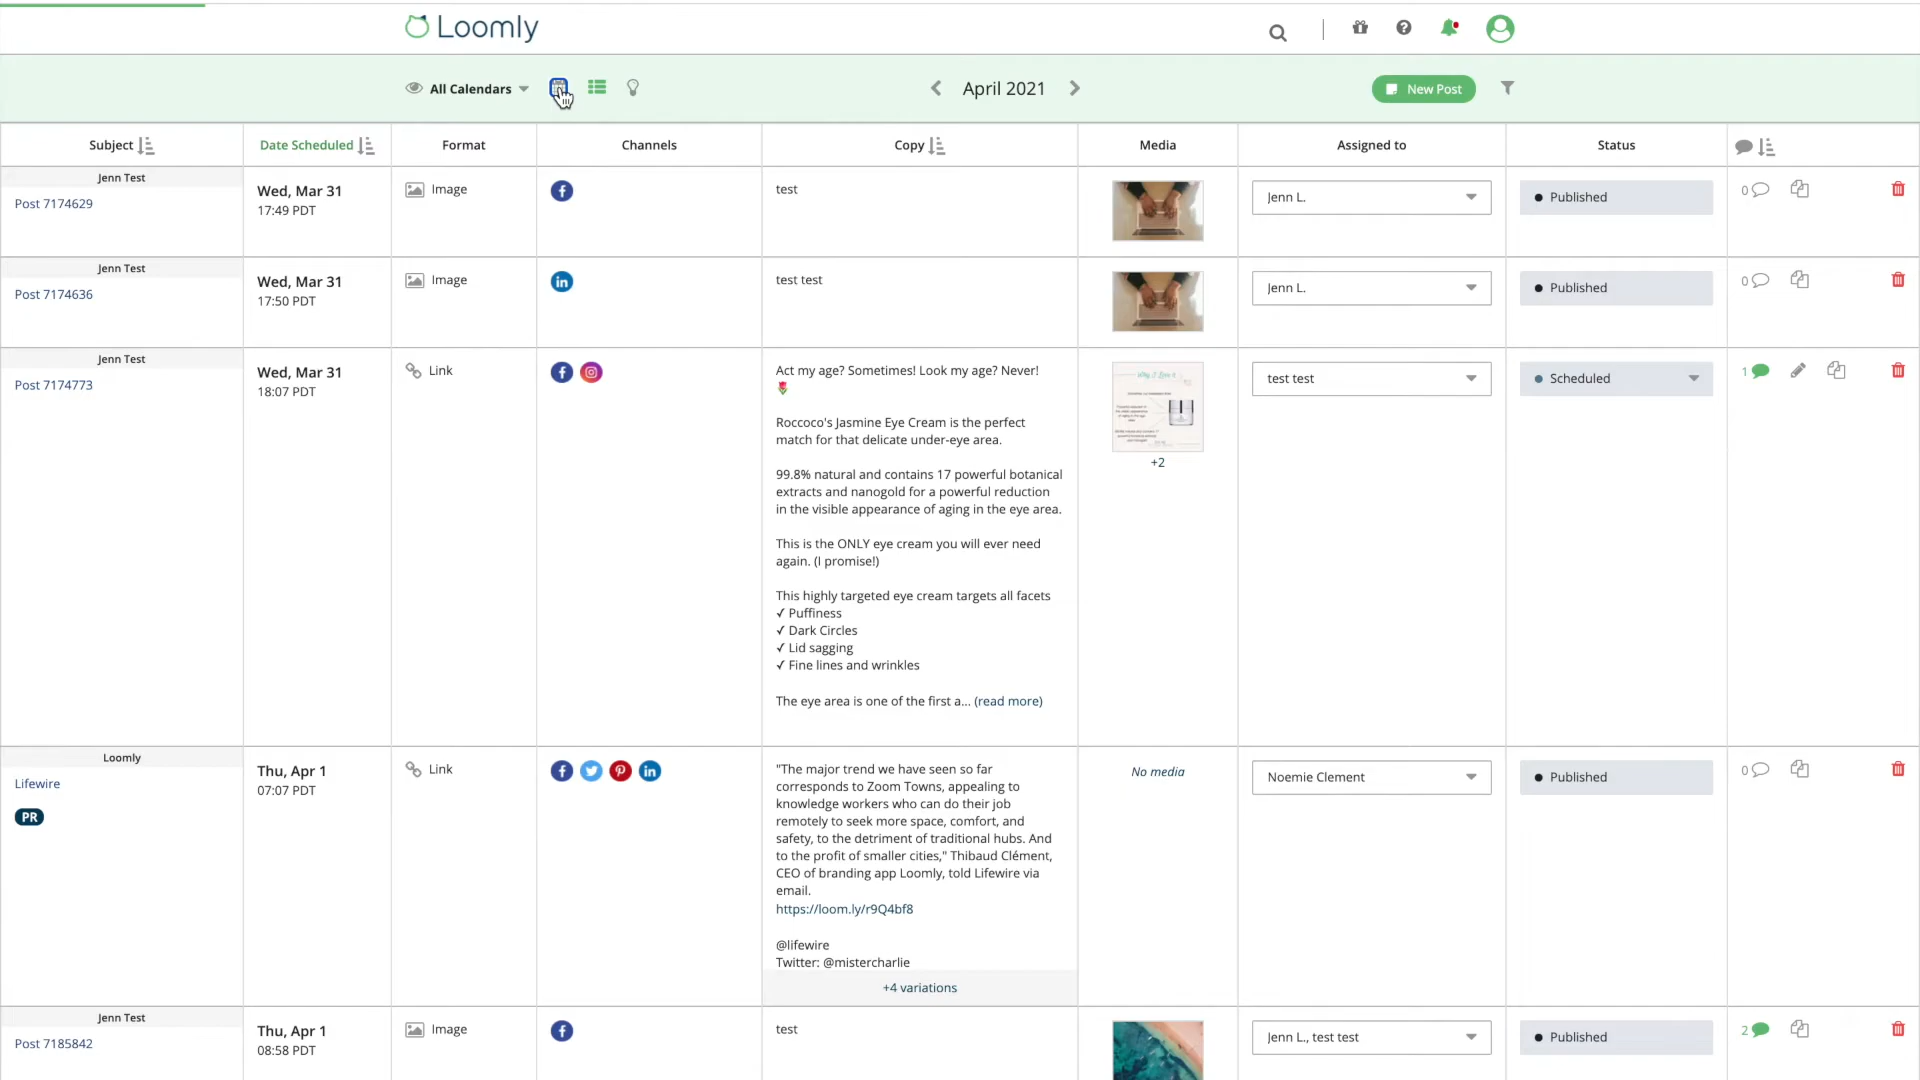 Loomly
All Calendars
April 2021
New Post
Subject
Date Scheduled
Format
Channels
Copy
Media
Assigned to
Status
Jenn Test
Post 7174629
Wed, Mar 31
17:49 PDT
Image
test
Jenn L.
Published
0
Jenn Test
Post 7174636
Wed, Mar 31
17:50 PDT
Image
test test
Jenn L.
Published
0
Jenn Test
Post 7174773
Wed, Mar 31
18:07 PDT
Link
Act my age? Sometimes! Look my age? Never!
🌷
Roccoco's Jasmine Eye Cream is the perfect
match for that delicate under-eye area.
99.8% natural and contains 17 powerful botanical
extracts and nanogold for a powerful reduction
in the visible appearance of aging in the eye area.
This is the ONLY eye cream you will ever need
again. (I promise!)
This highly targeted eye cream targets all facets
✓ Puffiness
✓ Dark Circles
✓ Lid sagging
✓ Fine lines and wrinkles
The eye area is one of the first a... (read more)
Why I Love it
+2
test test
Scheduled
1
Loomly
Lifewire
PR
Thu, Apr 1
07:07 PDT
Link
"The major trend we have seen so far
corresponds to Zoom Towns, appealing to
knowledge workers who can do their job
remotely to seek more space, comfort, and
safety, to the detriment of traditional hubs. And
to the profit of smaller cities," Thibaud Clément,
CEO of branding app Loomly, told Lifewire via
email.
https://loom.ly/r9Q4bf8
@lifewire
Twitter: @mistercharlie
+4 variations
No media
Noemie Clement
Published
0
Jenn Test
Post 7185842
Thu, Apr 1
08:58 PDT
Image
test
Jenn L., test test
Published
2